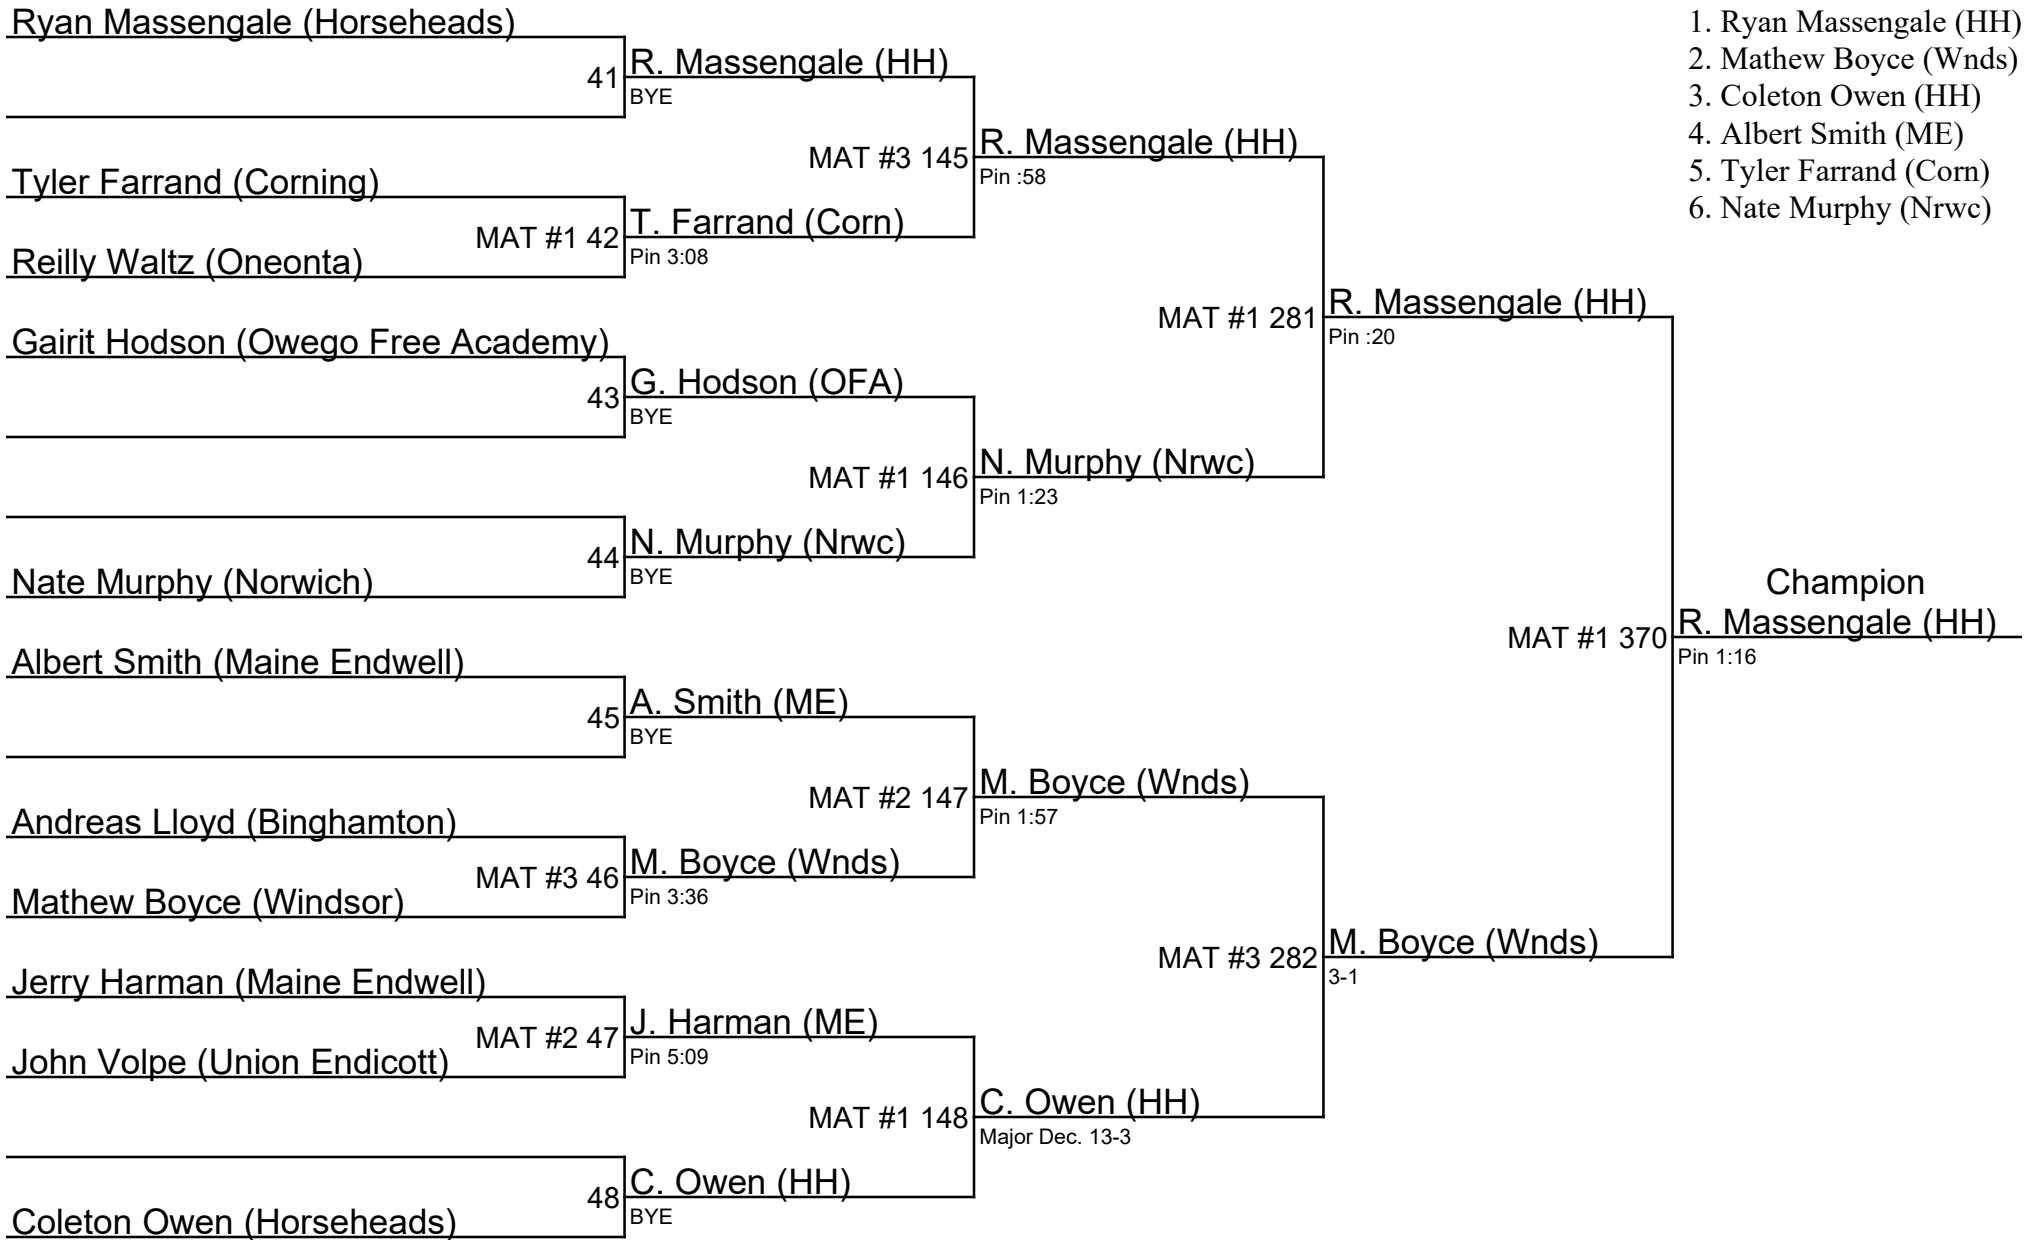 Ryan Massengale (Horseheads)
41
Tyler Farrand (Corning)
MAT #1 42
Reilly Waltz (Oneonta)
Gairit Hodson (Owego Free Academy)
43
44
Nate Murphy (Norwich)
Albert Smith (Maine Endwell)
45
Andreas Lloyd (Binghamton)
MAT #3 46
Mathew Boyce (Windsor)
Jerry Harman (Maine Endwell)
MAT #2 47
John Volpe (Union Endicott)
48
Coleton Owen (Horseheads)
R. Massengale (HH)
BYE
MAT #3 145
T. Farrand (Corn)
Pin 3:08
G. Hodson (OFA)
BYE
MAT #1 146
N. Murphy (Nrwc)
BYE
A. Smith (ME)
BYE
MAT #2 147
M. Boyce (Wnds)
Pin 3:36
J. Harman (ME)
Pin 5:09
MAT #1 148
C. Owen (HH)
BYE
R. Massengale (HH)
Pin :58
MAT #1 281
N. Murphy (Nrwc)
Pin 1:23
M. Boyce (Wnds)
Pin 1:57
MAT #3 282
C. Owen (HH)
Major Dec. 13-3
R. Massengale (HH)
Pin :20
MAT #1 370
M. Boyce (Wnds)
3-1
Champion
R. Massengale (HH)
Pin 1:16
1. Ryan Massengale (HH)
2. Mathew Boyce (Wnds)
3. Coleton Owen (HH)
4. Albert Smith (ME)
5. Tyler Farrand (Corn)
6. Nate Murphy (Nrwc)